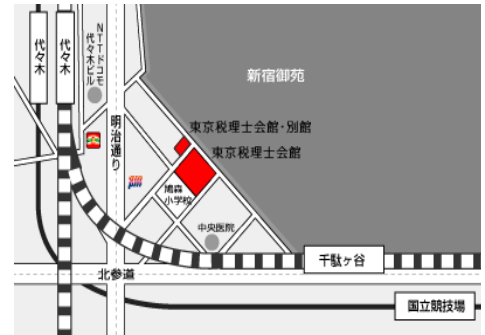 代々木
代々木
NTTドコモ
代々木ビル
新宿御苑
明治通り
東京税理士会館・別館
東京税理士会館
am
pm
鳩森
小学校
中央医院
千駄ヶ谷
北参道
国立競技場